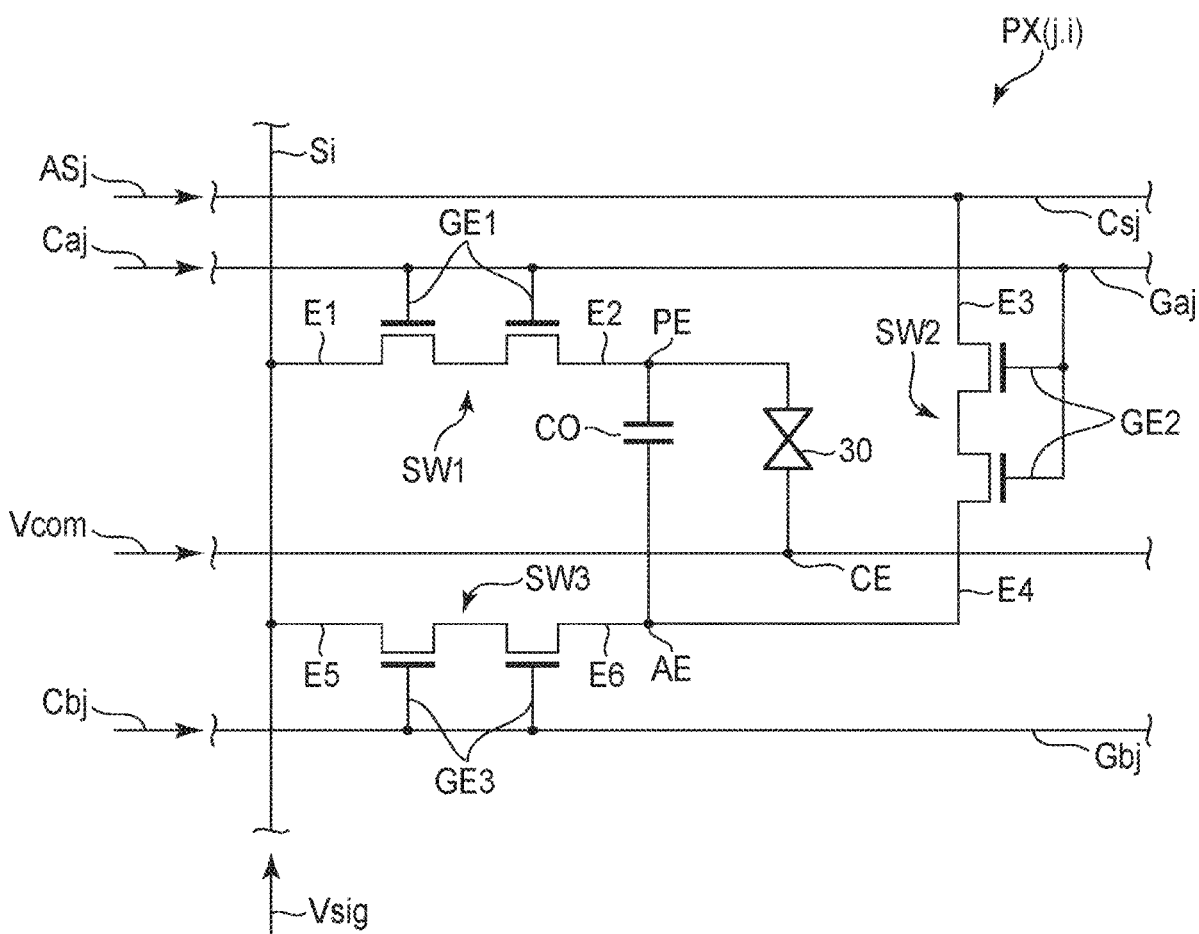 PX(j.i)
Si
ASj
Csj
GE1
Caj
Gaj
E1
E2
PE
E3
SW2
CO
30
GE2
SW1
Vcom
CE
SW3
E4
E5
E6
AE
Cbj
GE3
Gbj
Vsig